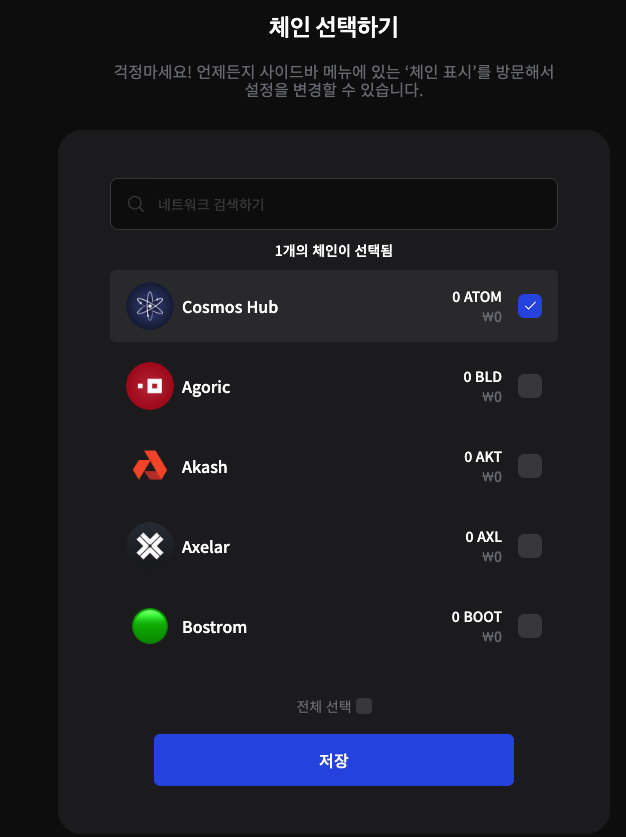 체인 선택하기
걱정마세요! 언제든지 사이드바 메뉴에 있는 ‘체인 표시’를 방문해서
설정을 변경할 수 있습니다.
네트워크 검색하기
1개의 체인이 선택됨
Cosmos Hub
0 ATOM
₩0
Agoric
0 BLD
₩0
Akash
0 AKT
₩0
Axelar
0 AXL
₩0
Bostrom
0 BOOT
₩0
전체 선택
저장